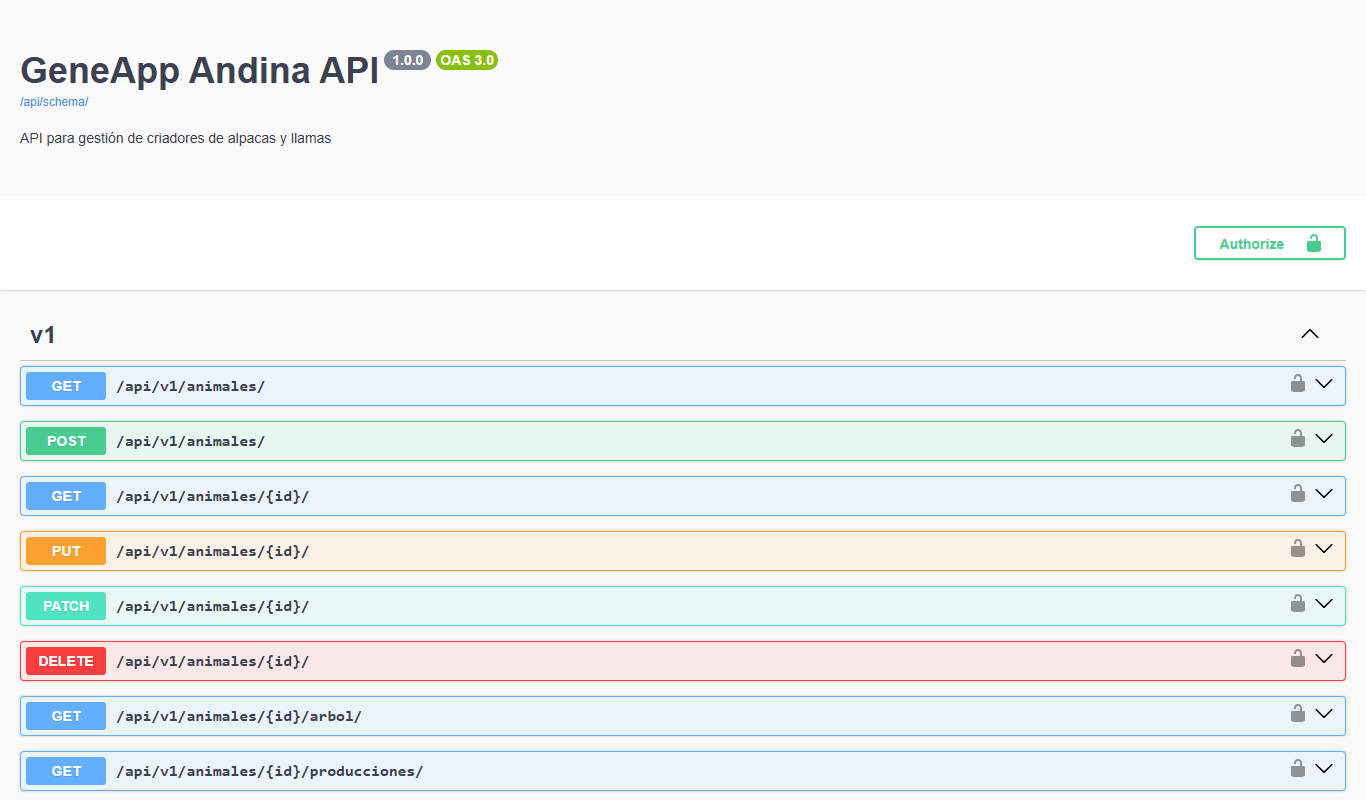 GeneApp Andina API 1.0.0 OAS 3.0
/api/schema/
API para gestión de criadores de alpacas y llamas
Authorize
v1
GET /api/v1/animales/
POST /api/v1/animales/
GET /api/v1/animales/{id}/
PUT /api/v1/animales/{id}/
PATCH /api/v1/animales/{id}/
DELETE /api/v1/animales/{id}/
GET /api/v1/animales/{id}/arbol/
GET /api/v1/animales/{id}/producciones/